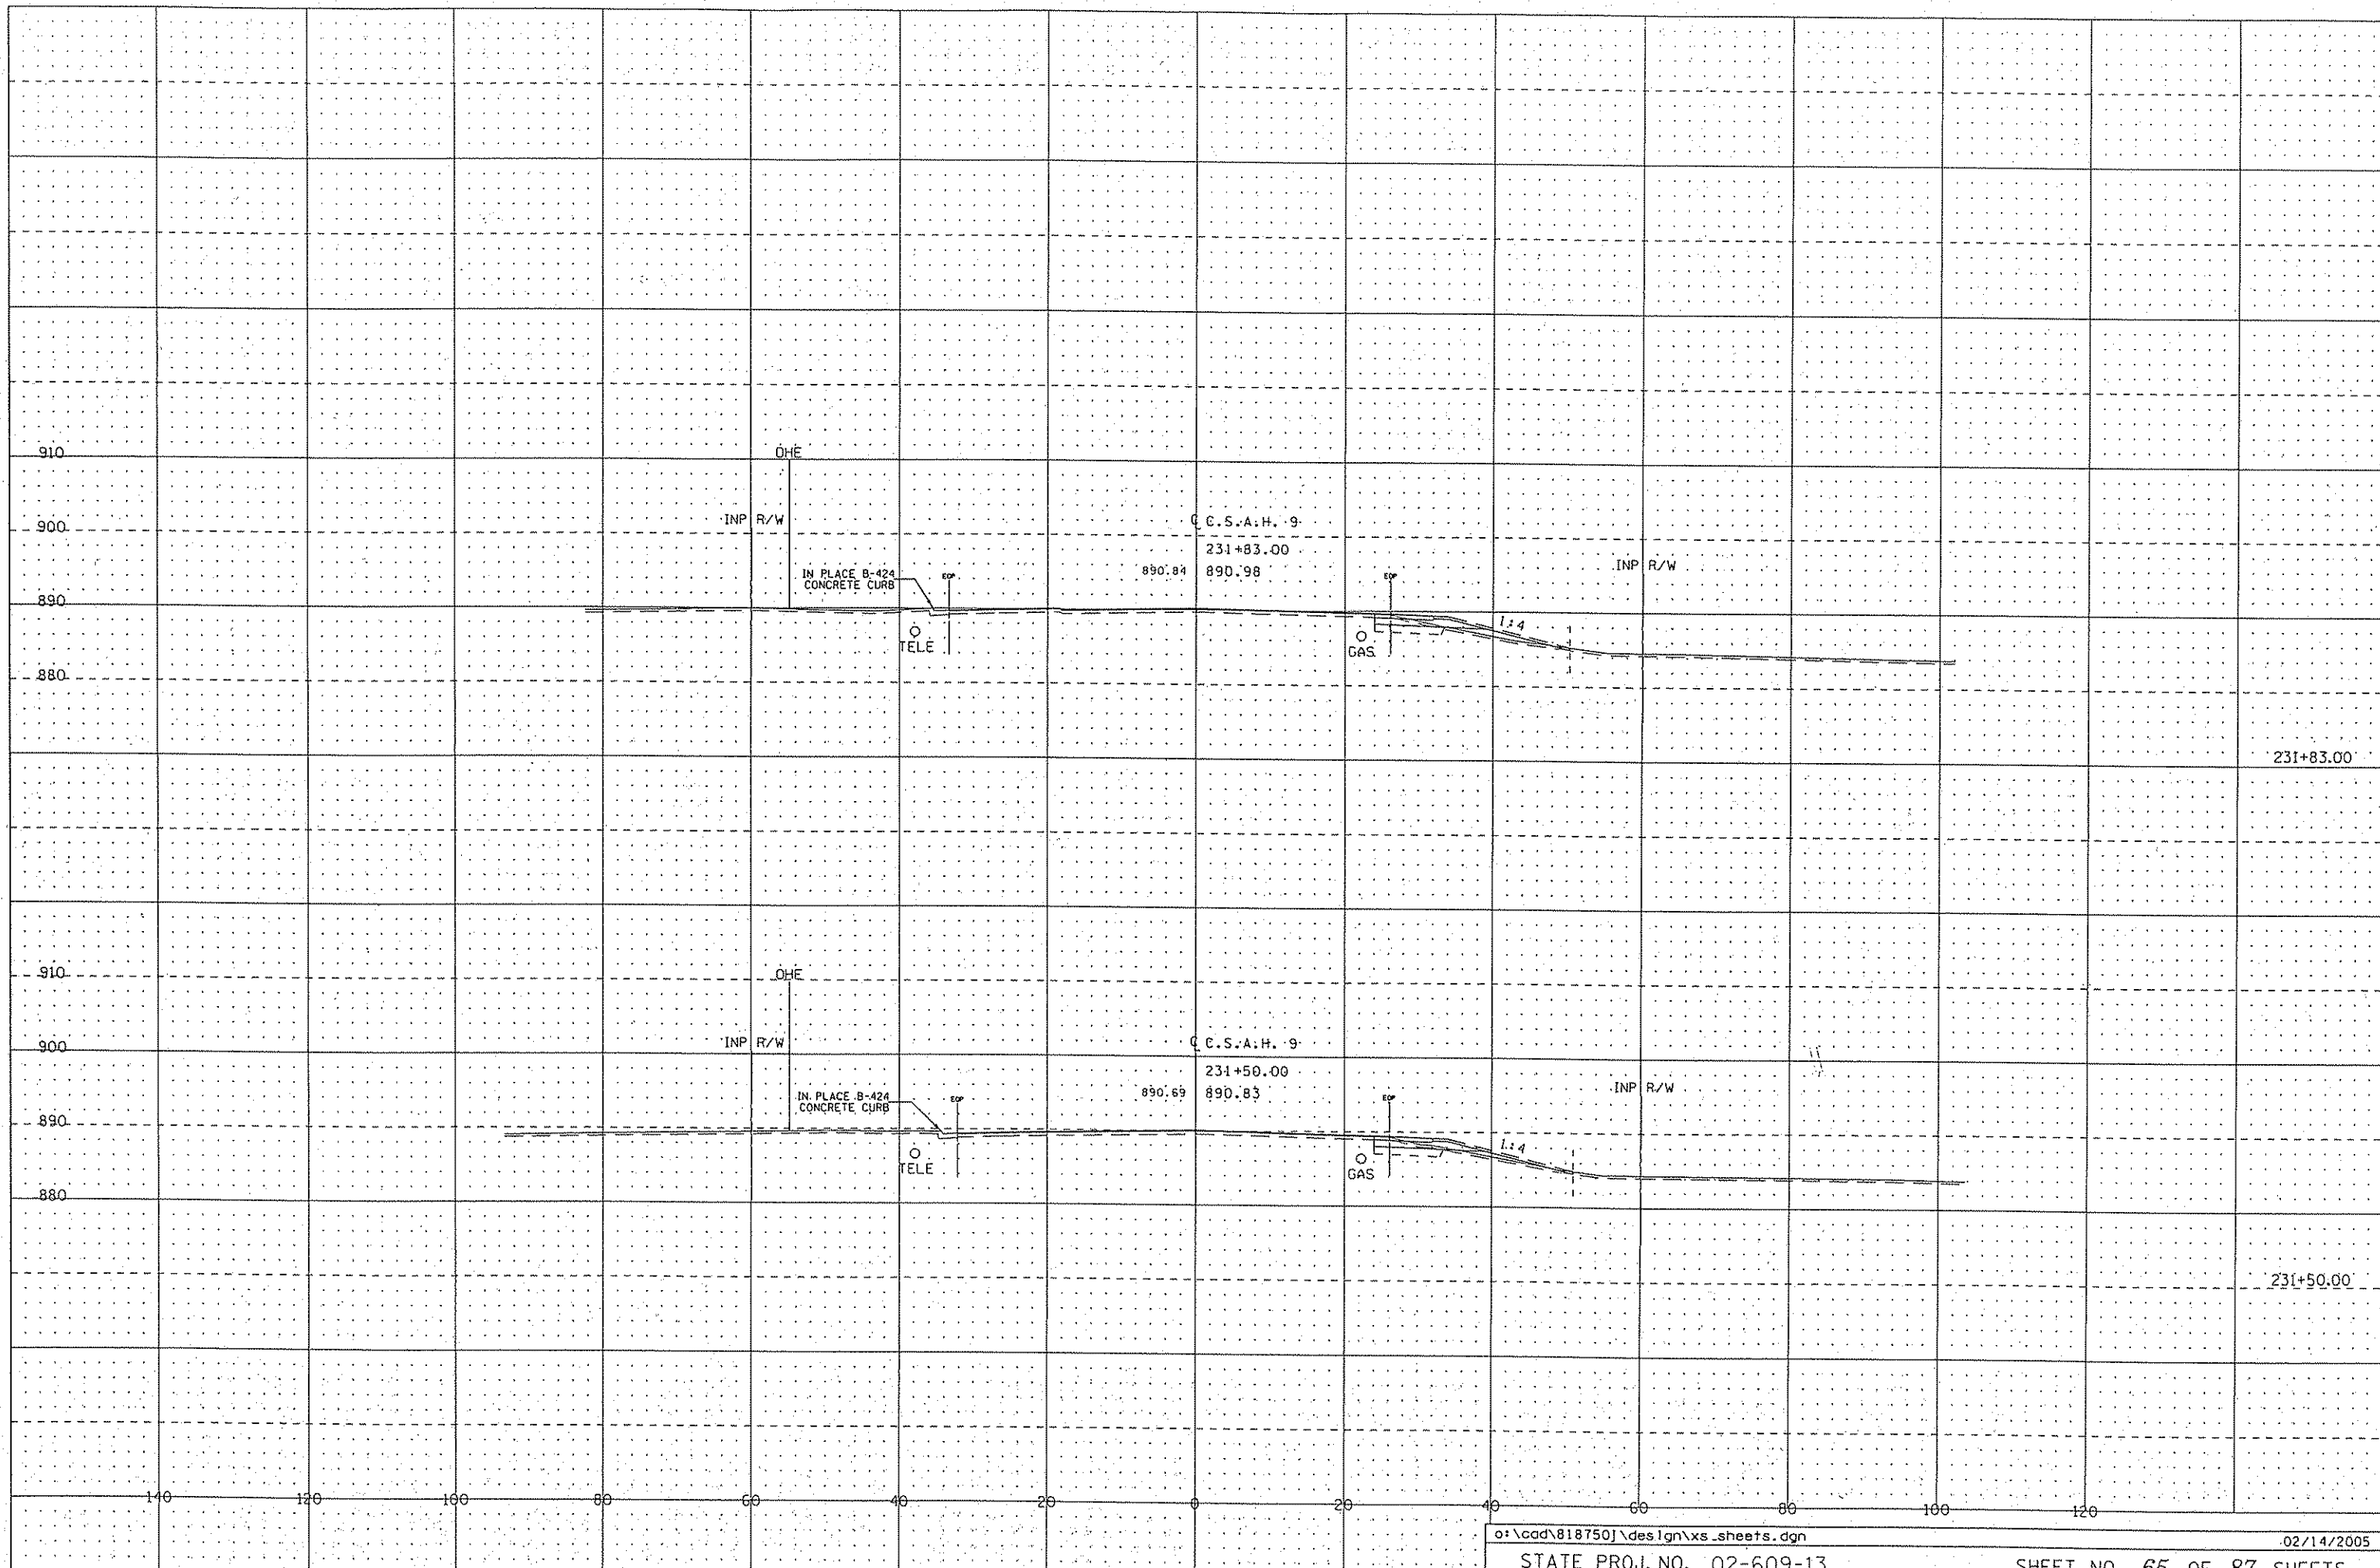 910
OHE
900
INP R/W
℄ C.S.A.H. 9
231+83.00
890.84 890.98
INP R/W
IN PLACE B-424
CONCRETE CURB
EOP
EOP
890
1:4
TELE
GAS
880
231+83.00
910
OHE
900
INP R/W
℄ C.S.A.H. 9
231+50.00
890.69 890.83
INP R/W
IN PLACE B-424
CONCRETE CURB
EOP
EOP
890
1:4
TELE
GAS
880
231+50.00
140 120 100 80 60 40 20 0 20 40 60 80 100 120
o:\cad\818750j\design\xs_sheets.dgn 02/14/2005
STATE PROJ. NO. 02-609-13 SHEET NO. 65 OF 87 SHEETS